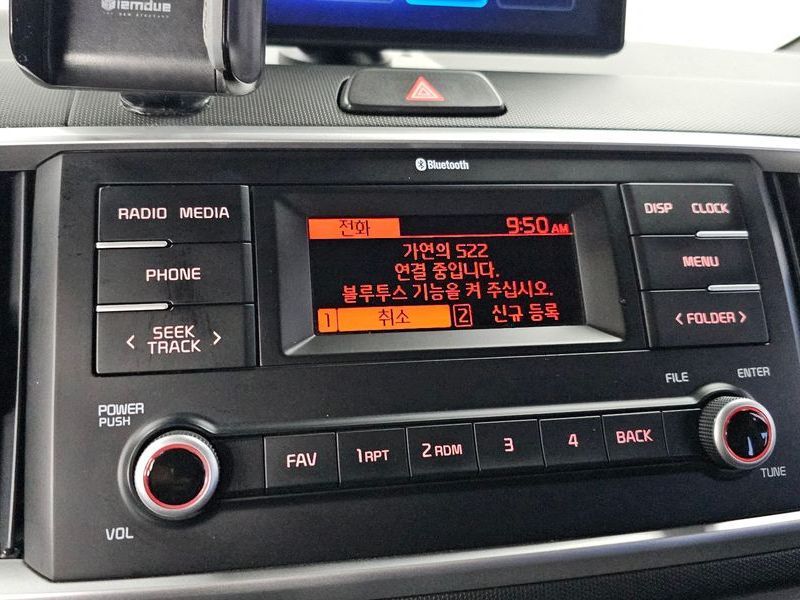 Bluetooth
RADIO MEDIA
PHONE
< SEEK TRACK >
전화 9:50 AM
가연의 S22
연결 중입니다.
블루투스 기능을 켜 주십시오.
1 취소 2 신규 등록
DISP CLOCK
MENU
< FOLDER >
POWER
PUSH
VOL
FAV 1 RPT 2 RDM 3 4 BACK
FILE
ENTER
TUNE